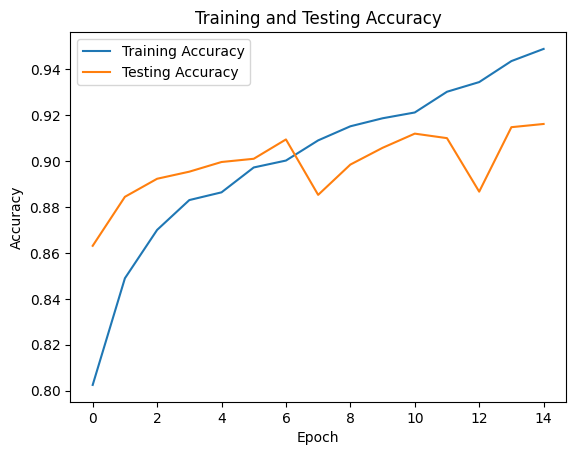 Training and Testing Accuracy
Training Accuracy
Testing Accuracy
Accuracy
0.94
0.92
0.90
0.88
0.86
0.84
0.82
0.80
0 2 4 6 8 10 12 14
Epoch